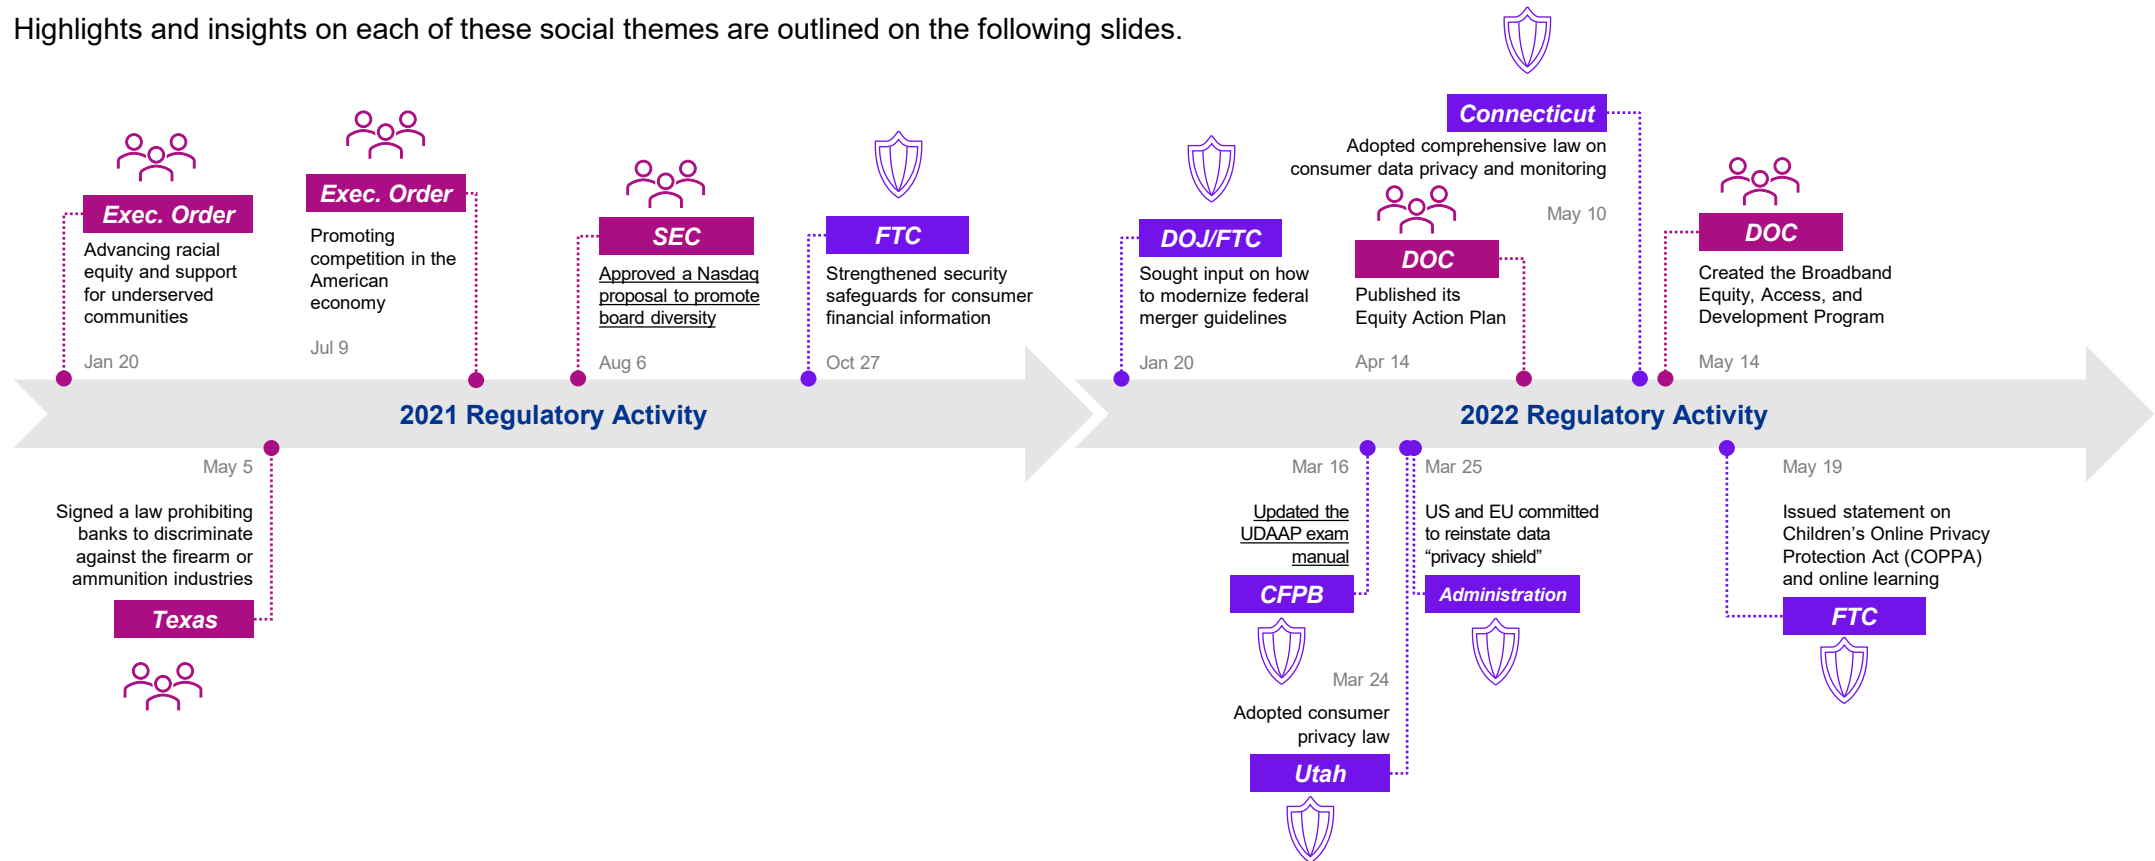 Highlights and insights on each of these social themes are outlined on the following slides.
Exec. Order
Advancing racial
equity and support
for underserved
communities
Jan 20
Exec. Order
Promoting
competition in the
American
economy
Jul 9
SEC
Approved a Nasdaq
proposal to promote
board diversity
Aug 6
FTC
Strengthened security
safeguards for consumer
financial information
Oct 27
DOJ/FTC
Sought input on how
to modernize federal
merger guidelines
Jan 20
Connecticut
Adopted comprehensive law on
consumer data privacy and monitoring
May 10
DOC
Published its
Equity Action Plan
Apr 14
DOC
Created the Broadband
Equity, Access, and
Development Program
May 14
2021 Regulatory Activity
2022 Regulatory Activity
May 5
Signed a law prohibiting
banks to discriminate
against the firearm or
ammunition industries
Texas
Mar 16
Updated the
UDAAP exam
manual
CFPB
Mar 24
Adopted consumer
privacy law
Utah
Mar 25
US and EU committed
to reinstate data
“privacy shield”
Administration
May 19
Issued statement on
Children’s Online Privacy
Protection Act (COPPA)
and online learning
FTC